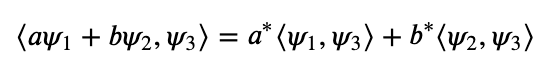 ⟨aψ₁ + bψ₂, ψ₃⟩ = a*⟨ψ₁, ψ₃⟩ + b*⟨ψ₂, ψ₃⟩